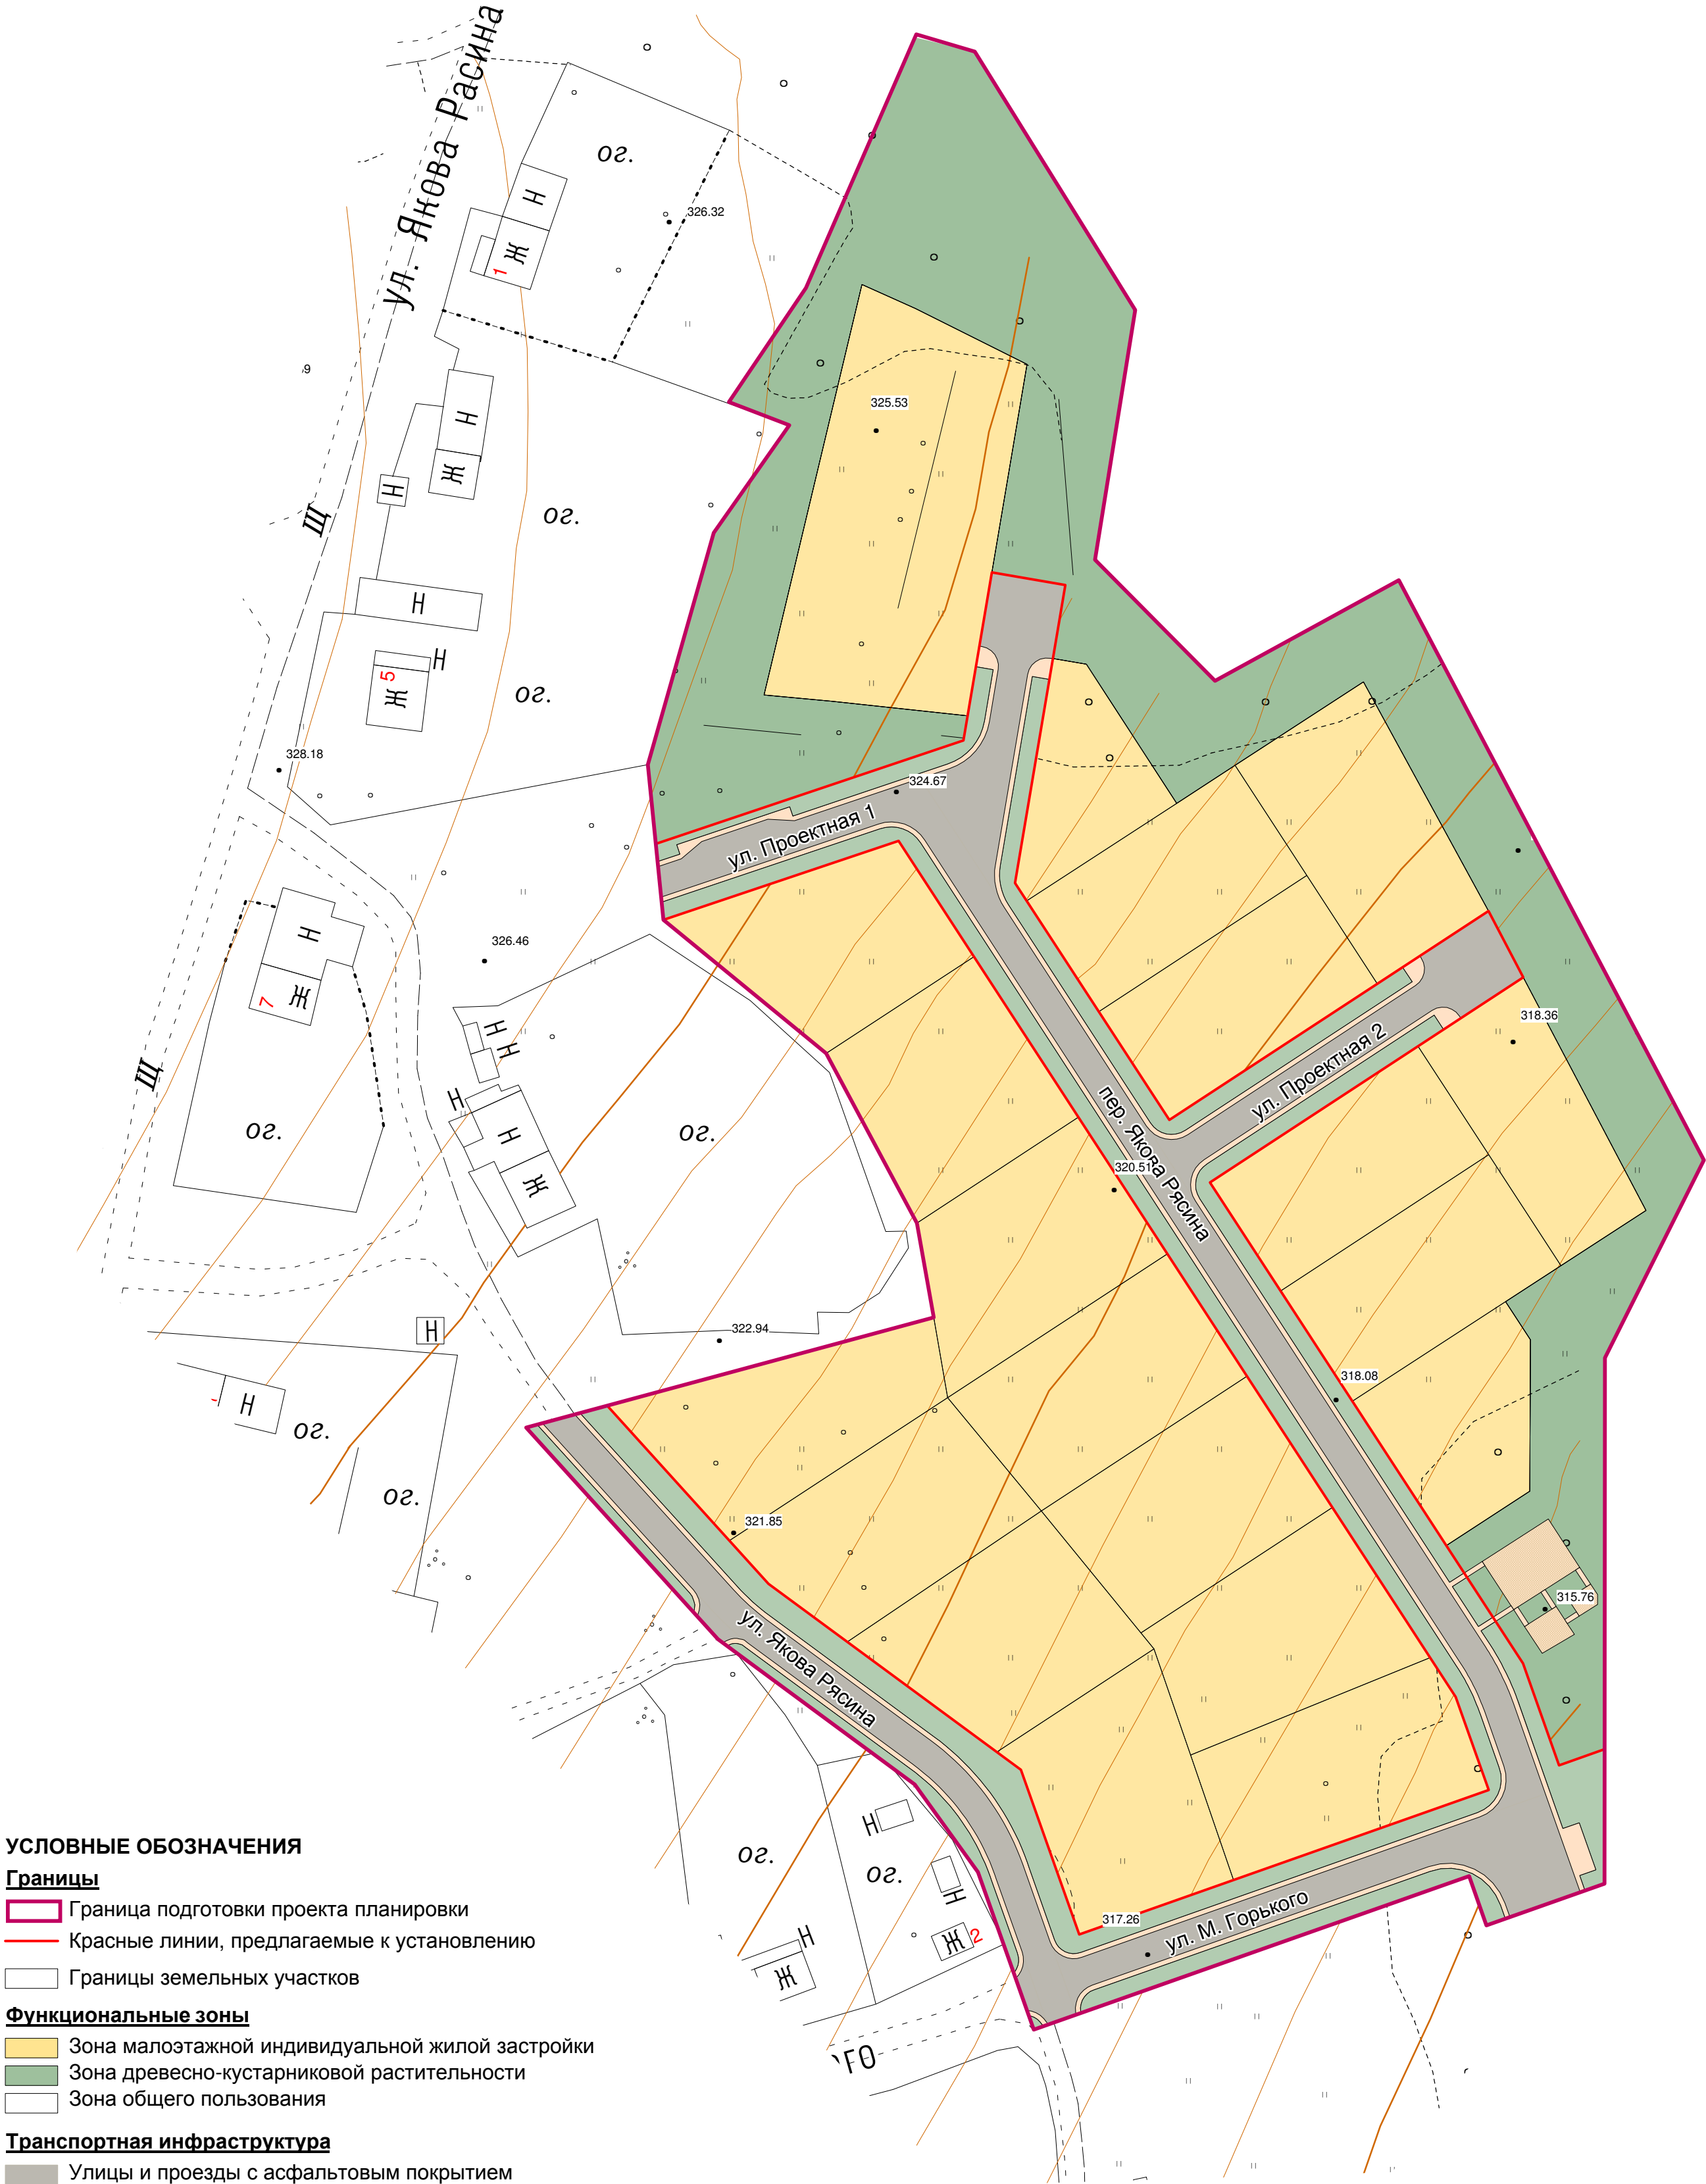 ул. Якова Расина
ог.
326.32
Н
Ж
1
9
325.53
Н
Ж
Н
ог.
Щ
Н
Н
5
Ж
ог.
328.18
324.67
ул. Проектная 1
Н
7
Ж
326.46
318.36
Н
Н
Щ
Н
ог.
Н
Ж
ог.
ул. Проектная 2
пер. Якова Рясина
320.51
Н
322.94
318.08
Н
ог.
ог.
321.85
315.76
ул. Якова Рясина
Н
ог.
ог.
Н
Ж 2
317.26
ул. М. Горького
Н
Ж
УСЛОВНЫЕ ОБОЗНАЧЕНИЯ
Границы
Граница подготовки проекта планировки
Красные линии, предлагаемые к установлению
Границы земельных участков
Функциональные зоны
Зона малоэтажной индивидуальной жилой застройки
Зона древесно-кустарниковой растительности
Зона общего пользования
Транспортная инфраструктура
Улицы и проезды с асфальтовым покрытием